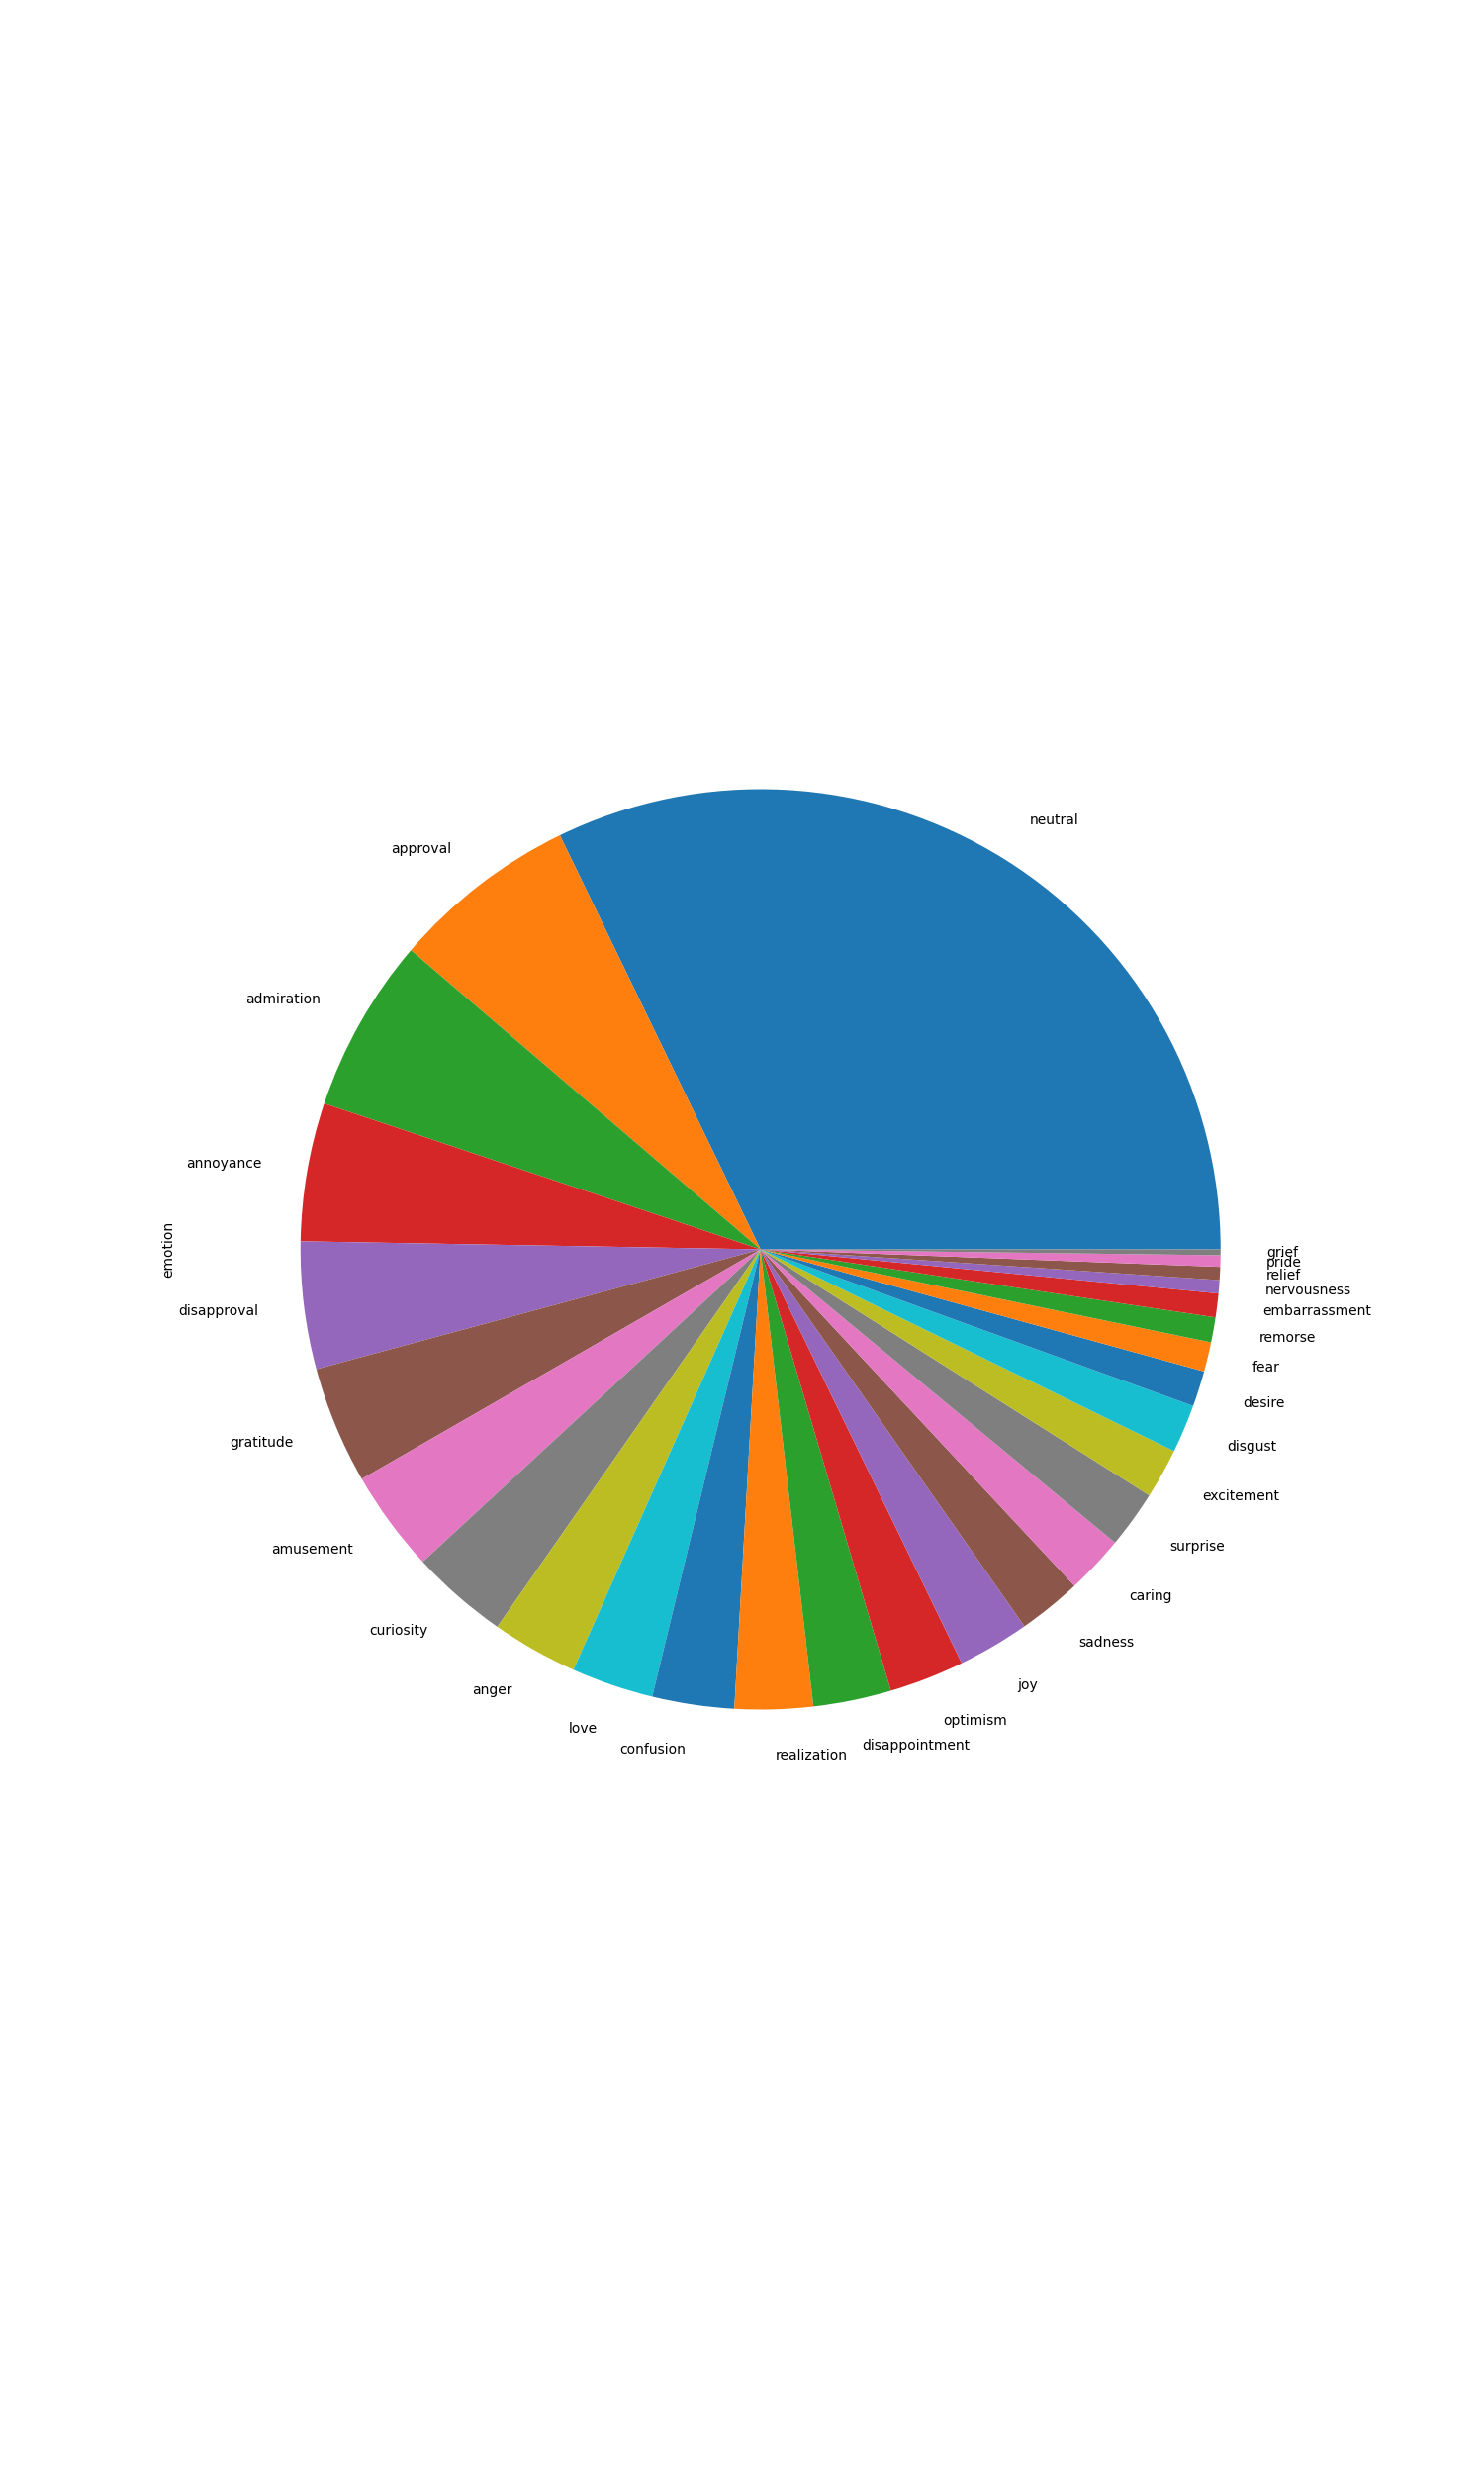 neutral
approval
admiration
annoyance
emotion
disapproval
gratitude
amusement
curiosity
anger
love
confusion
realization
disappointment
optimism
joy
sadness
caring
surprise
excitement
disgust
desire
fear
remorse
embarrassment
nervousness
relief
pride
grief